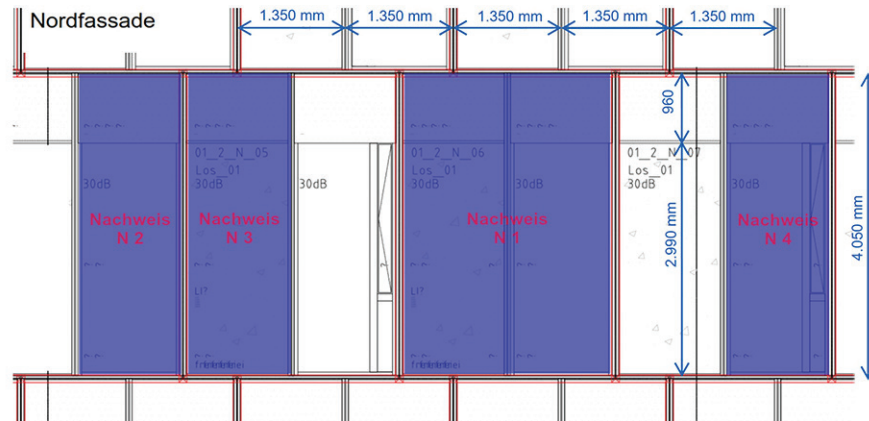 Nordfassade
1.350 mm
1.350 mm
1.350 mm
1.350 mm
1.350 mm
960
2.990 mm
4.050 mm
01_2_N_05
Los_01
30dB
30dB
30dB
01_2_N_06
Los_01
30dB
30dB
01_2_N_07
Los_01
30dB
30dB
Nachweis
N 2
Nachweis
N 3
Nachweis
N 1
Nachweis
N 4
LI?
LI?